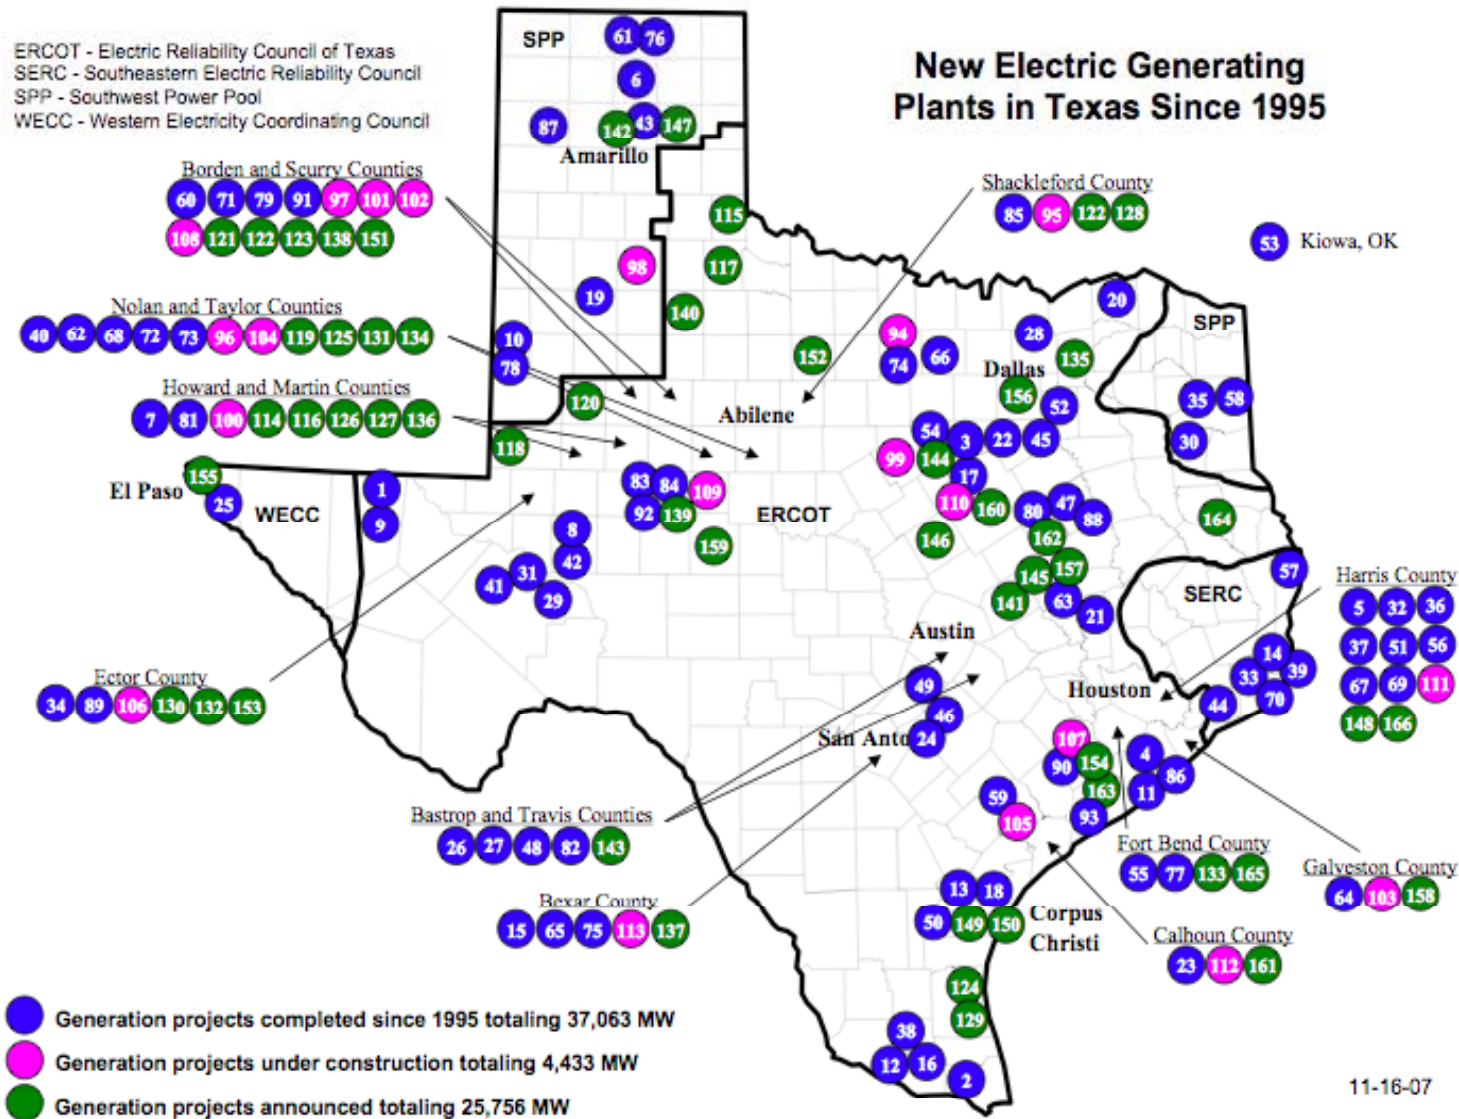 ERCOT - Electric Reliability Council of Texas
SERC - Southeastern Electric Reliability Council
SPP - Southwest Power Pool
WECC - Western Electricity Coordinating Council
New Electric Generating
Plants in Texas Since 1995
SPP
61 76
6
87 142 43 147
Amarillo
Borden and Scurry Counties
60 71 79 91 97 101 102
108 121 122 123 138 151
Shackleford County
85 95 122 128
53 Kiowa, OK
115
98 117
19 140
Nolan and Taylor Counties
40 62 68 72 73 96 104 119 125 131 134
10
78
20
SPP
94 28
74 66 152 135
Dallas
156 52
35 58
30
Howard and Martin Counties
7 81 100 114 116 126 127 136
120
Abilene
118
54 3 22 45
99 144
17
110 160 80 47 88
146 162
164
155
El Paso
25
WECC
1
9
83 84 109
92 139
159
ERCOT
8
42
31
41 29
145 157
141 63 21
57
SERC
Harris County
5 32 36
37 51 56
67 69 111
148 166
Austin
14
33 39
70
44
Houston
Ector County
34 89 106 130 132 153
49
46
San Anto 24
107
90 154
163
4
86
11
93
59
105
Bastrop and Travis Counties
26 27 48 82 143
Fort Bend County
55 77 133 165
Galveston County
64 103 158
Bexar County
15 65 75 113 137
13 18
50 149 150
Corpus
Christi
Calhoun County
23 112 161
124
129
38
12 16
2
Generation projects completed since 1995 totaling 37,063 MW
Generation projects under construction totaling 4,433 MW
Generation projects announced totaling 25,756 MW
11-16-07